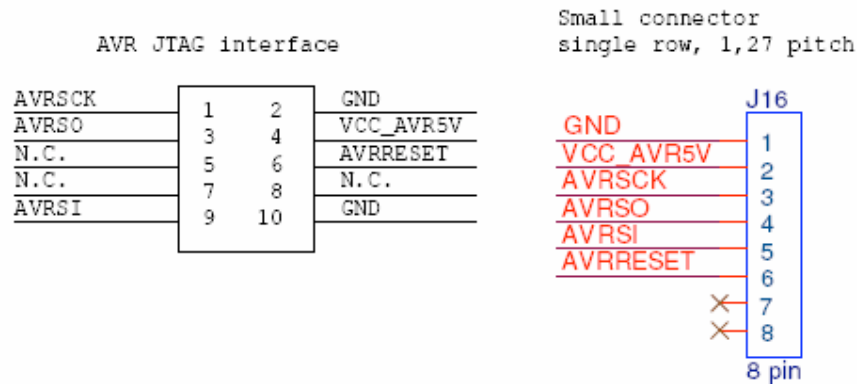 AVR JTAG interface
AVRSCK 1 2 GND
AVRSO 3 4 VCC_AVR5V
N.C. 5 6 AVRRESET
N.C. 7 8 N.C.
AVRSI 9 10 GND
Small connector
single row, 1,27 pitch
J16
GND 1
VCC_AVR5V 2
AVRSCK 3
AVRSO 4
AVRSI 5
AVRRESET 6
7
8
8 pin